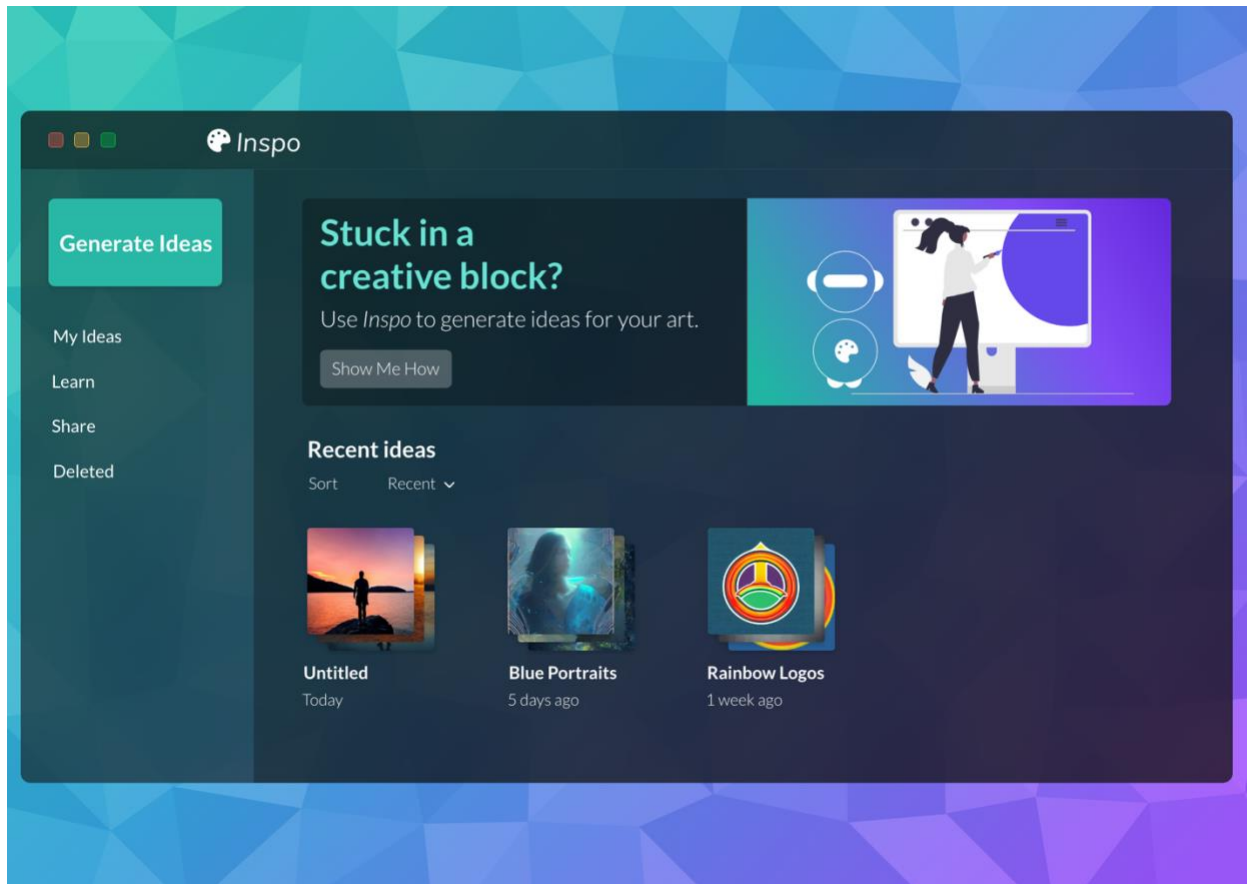 Inspo
Generate Ideas
My Ideas
Learn
Share
Deleted
Stuck in a
creative block?
Use Inspo to generate ideas for your art.
Show Me How
Recent ideas
Sort Recent
Untitled
Today
Blue Portraits
5 days ago
Rainbow Logos
1 week ago